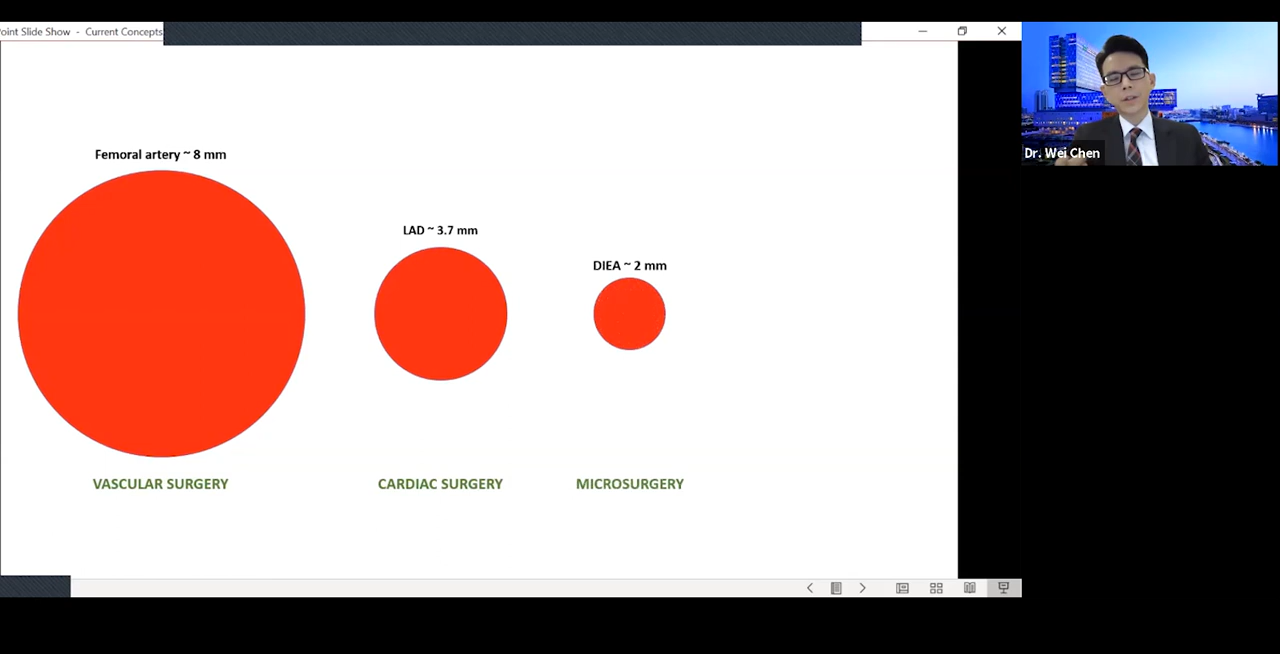 oint Slide Show - Current Concepts
Dr. Wei Chen
Femoral artery ~ 8 mm
LAD ~ 3.7 mm
DIEA ~ 2 mm
VASCULAR SURGERY
CARDIAC SURGERY
MICROSURGERY